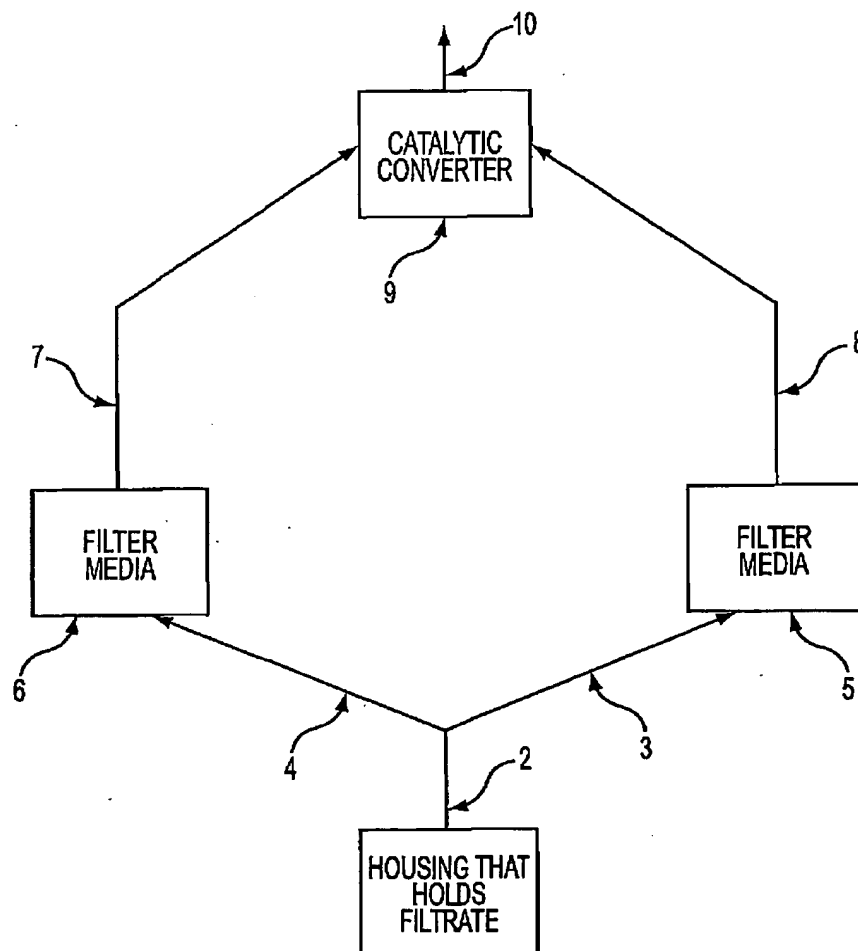 10
CATALYTIC
CONVERTER
9
7
8
FILTER
MEDIA
FILTER
MEDIA
6
5
4
3
2
HOUSING THAT
HOLDS
FILTRATE